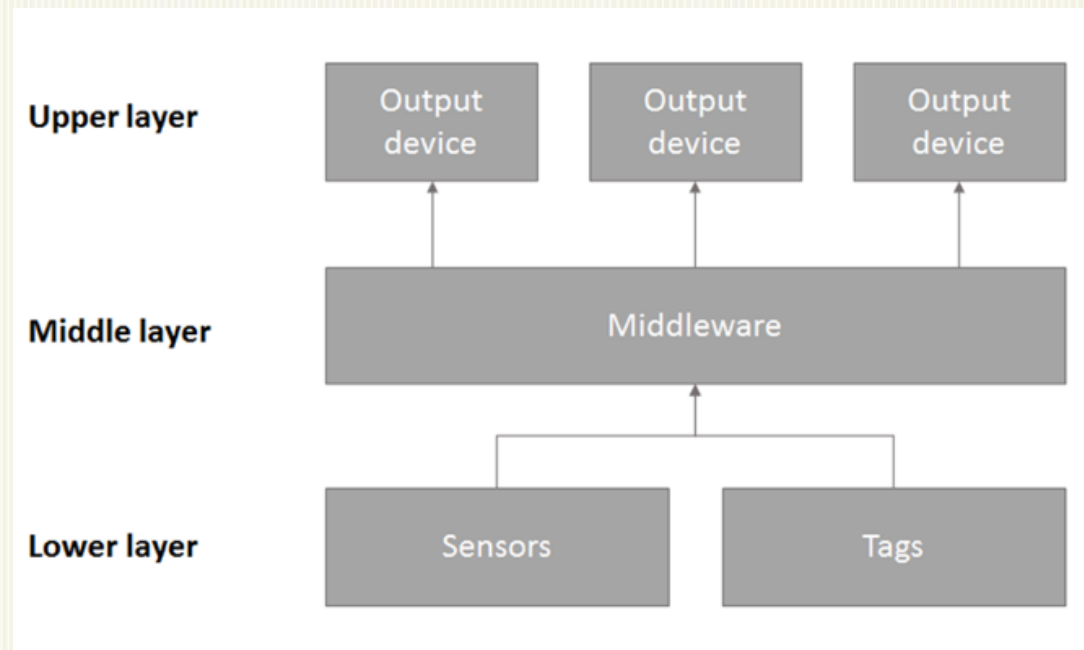 Upper layer
Output
device
Output
device
Output
device
Middle layer
Middleware
Lower layer
Sensors
Tags